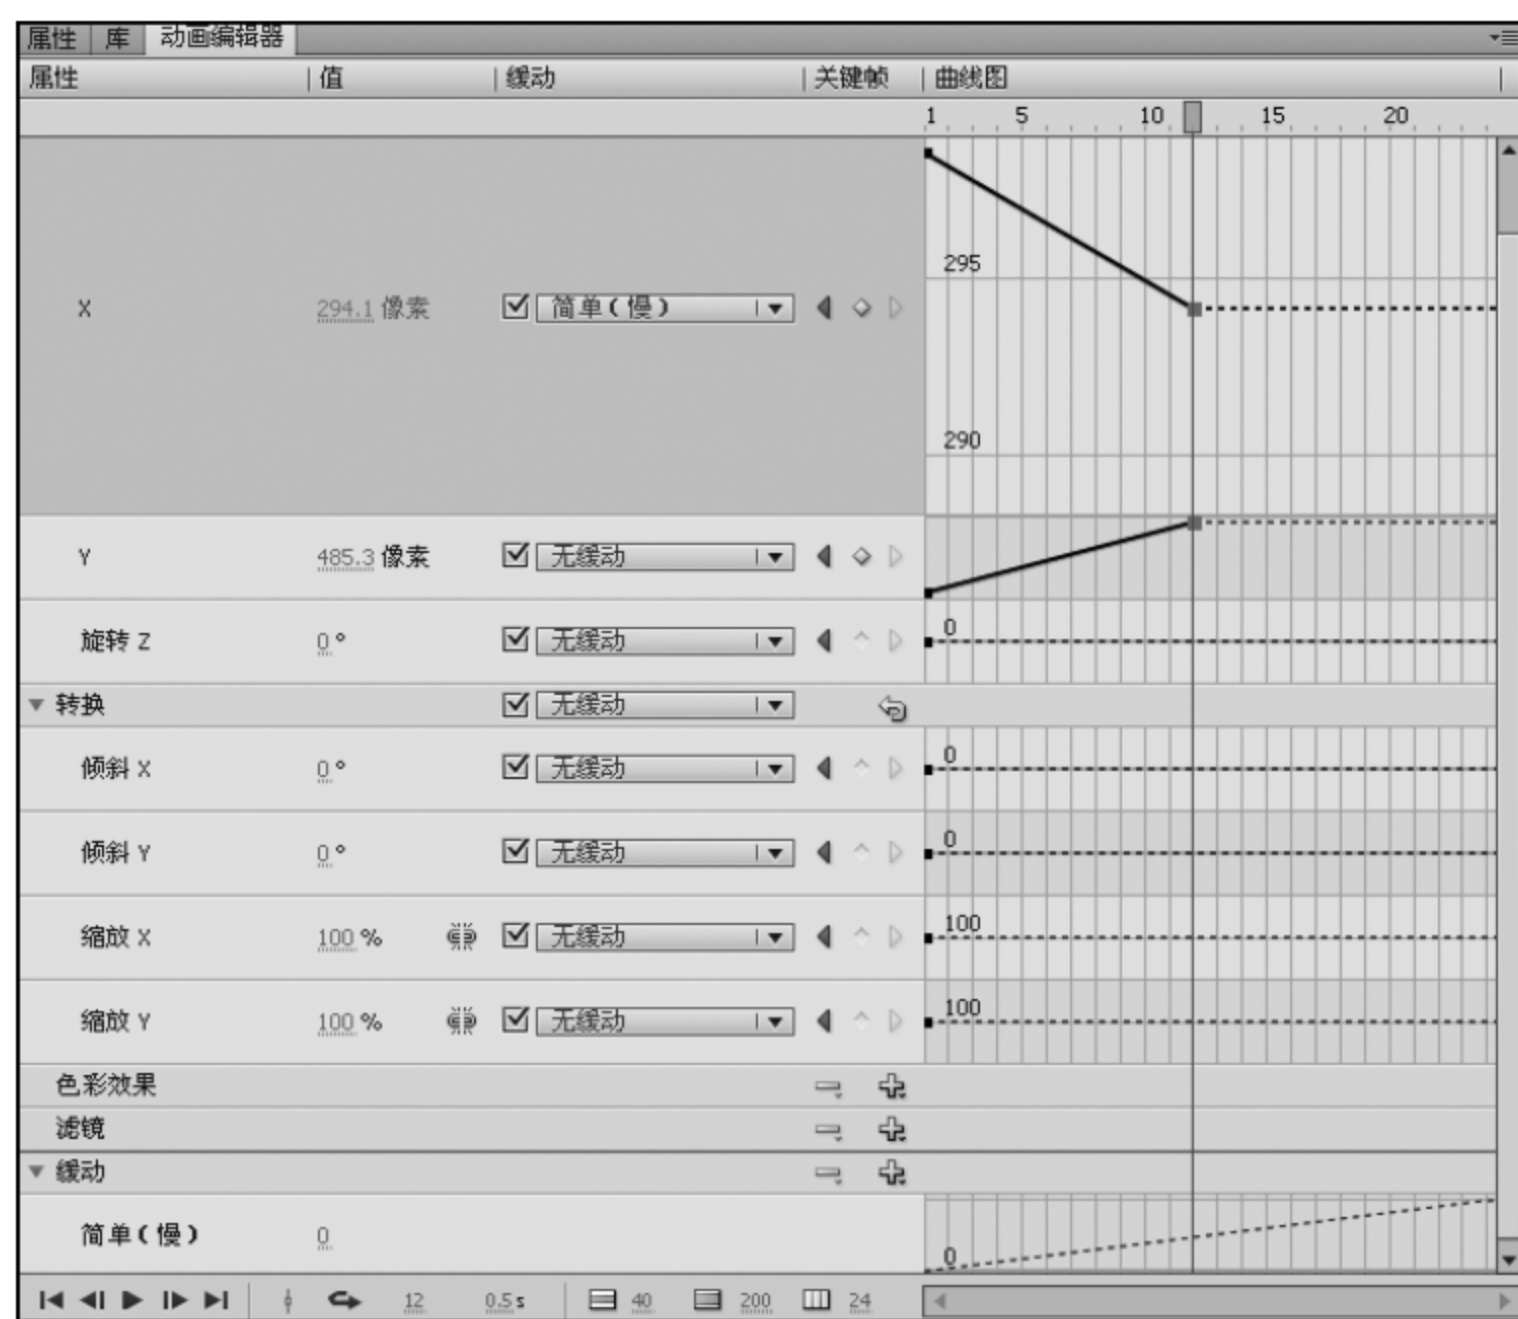 属性 库 动画编辑器
属性 值 缓动 关键帧 曲线图
1 5 10 15 20
295
X 294.1 像素 简单(慢)
290
Y 485.3 像素 无缓动
旋转 Z 0 ° 无缓动 0
转换 无缓动
倾斜 X 0 ° 无缓动 0
倾斜 Y 0 ° 无缓动 0
缩放 X 100 % 无缓动 100
缩放 Y 100 % 无缓动 100
色彩效果
滤镜
缓动
简单(慢) 0 0
12 0.5 s 40 200 24